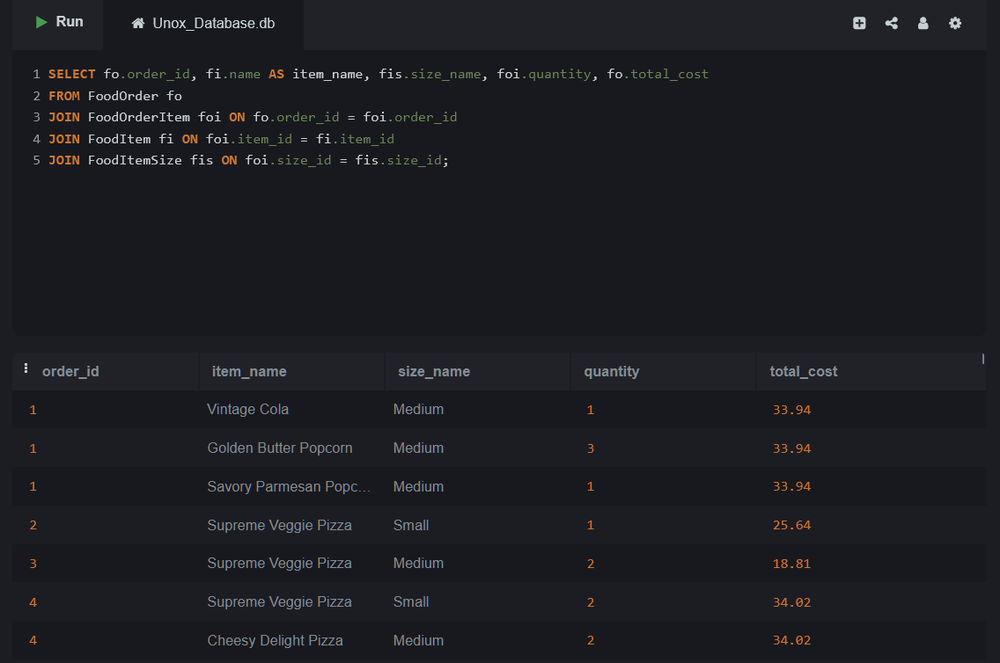 Run
Unox_Database.db
1 SELECT fo.order_id, fi.name AS item_name, fis.size_name, foi.quantity, fo.total_cost
2 FROM FoodOrder fo
3 JOIN FoodOrderItem foi ON fo.order_id = foi.order_id
4 JOIN FoodItem fi ON foi.item_id = fi.item_id
5 JOIN FoodItemSize fis ON foi.size_id = fis.size_id;
order_id item_name size_name quantity total_cost
1 Vintage Cola Medium 1 33.94
1 Golden Butter Popcorn Medium 3 33.94
1 Savory Parmesan Popc... Medium 1 33.94
2 Supreme Veggie Pizza Small 1 25.64
3 Supreme Veggie Pizza Medium 2 18.81
4 Supreme Veggie Pizza Small 2 34.02
4 Cheesy Delight Pizza Medium 2 34.02